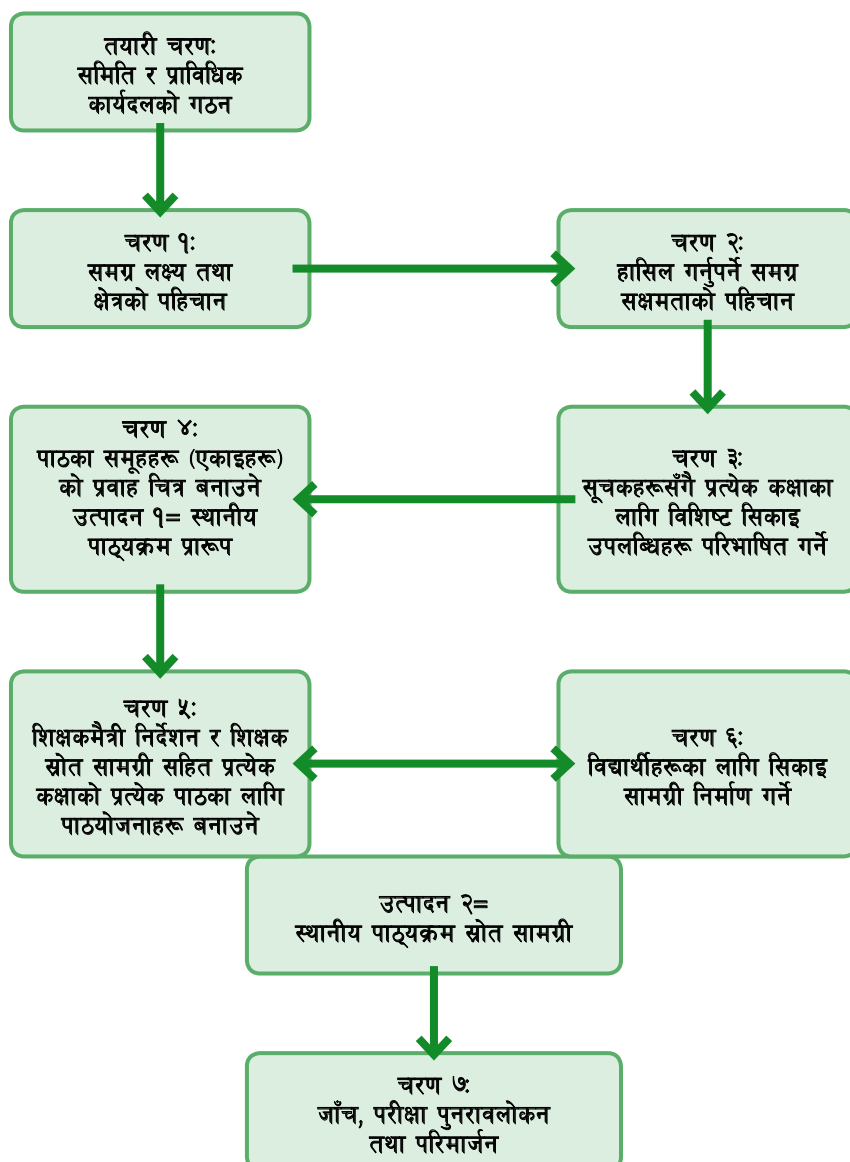 तयारी चरण:
समिति र प्राविधिक
कार्यदलको गठन
चरण १:
समग्र लक्ष्य तथा
क्षेत्रको पहिचान
चरण २:
हासिल गर्नुपर्ने समग्र
सक्षमताको पहिचान
चरण ३:
सूचकहरूसँगै प्रत्येक कक्षाका
लागि विशिष्ट सिकाइ
उपलब्धिहरू परिभाषित गर्ने
चरण ४:
पाठका समूहहरू (एकाइहरू)
को प्रवाह चित्र बनाउने
उत्पादन १= स्थानीय
पाठ्यक्रम प्रारूप
चरण ५:
शिक्षकमैत्री निर्देशन र शिक्षक
स्रोत सामग्री सहित प्रत्येक
कक्षाको प्रत्येक पाठका लागि
पाठयोजनाहरू बनाउने
चरण ६:
विद्यार्थीहरूका लागि सिकाइ
सामग्री निर्माण गर्ने
उत्पादन २=
स्थानीय पाठ्यक्रम स्रोत सामग्री
चरण ७:
जाँच, परीक्षा पुनरावलोकन
तथा परिमार्जन